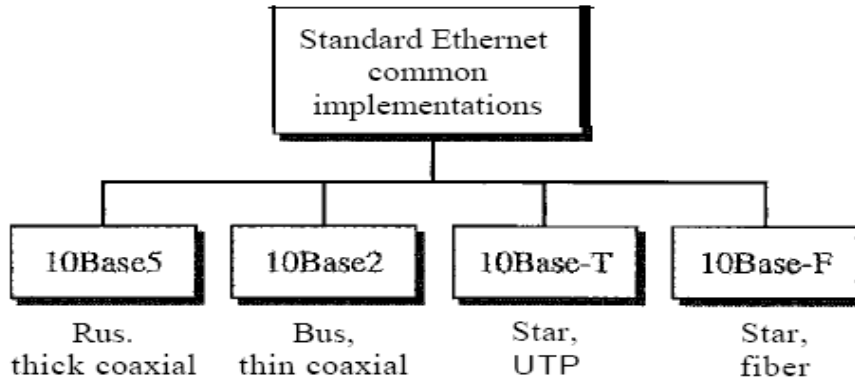 Standard Ethernet
common
implementations
10Base5
10Base2
10Base-T
10Base-F
Rus.
thick coaxial
Bus,
thin coaxial
Star,
UTP
Star,
fiber